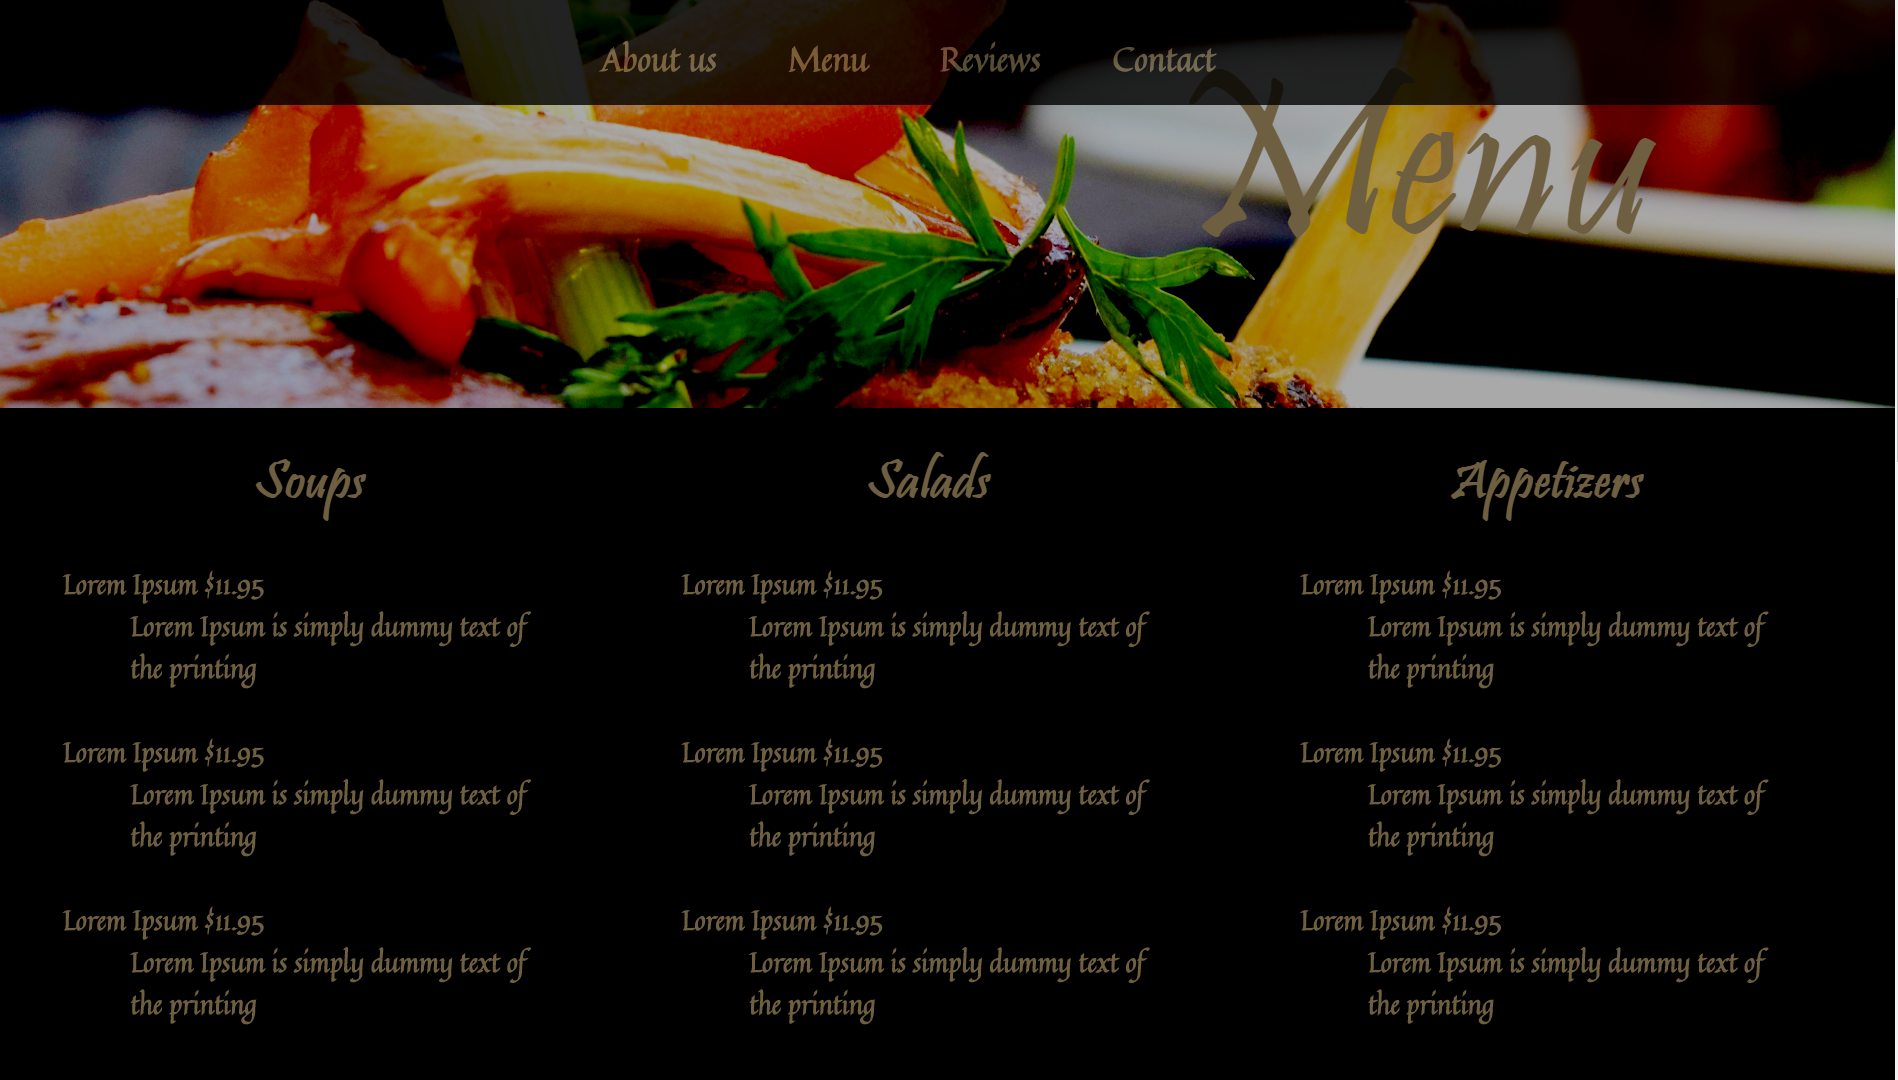 About us Menu Reviews Contact
Menu
Soups
Lorem Ipsum $11.95
Lorem Ipsum is simply dummy text of
the printing
Lorem Ipsum $11.95
Lorem Ipsum is simply dummy text of
the printing
Lorem Ipsum $11.95
Lorem Ipsum is simply dummy text of
the printing
Salads
Lorem Ipsum $11.95
Lorem Ipsum is simply dummy text of
the printing
Lorem Ipsum $11.95
Lorem Ipsum is simply dummy text of
the printing
Lorem Ipsum $11.95
Lorem Ipsum is simply dummy text of
the printing
Appetizers
Lorem Ipsum $11.95
Lorem Ipsum is simply dummy text of
the printing
Lorem Ipsum $11.95
Lorem Ipsum is simply dummy text of
the printing
Lorem Ipsum $11.95
Lorem Ipsum is simply dummy text of
the printing